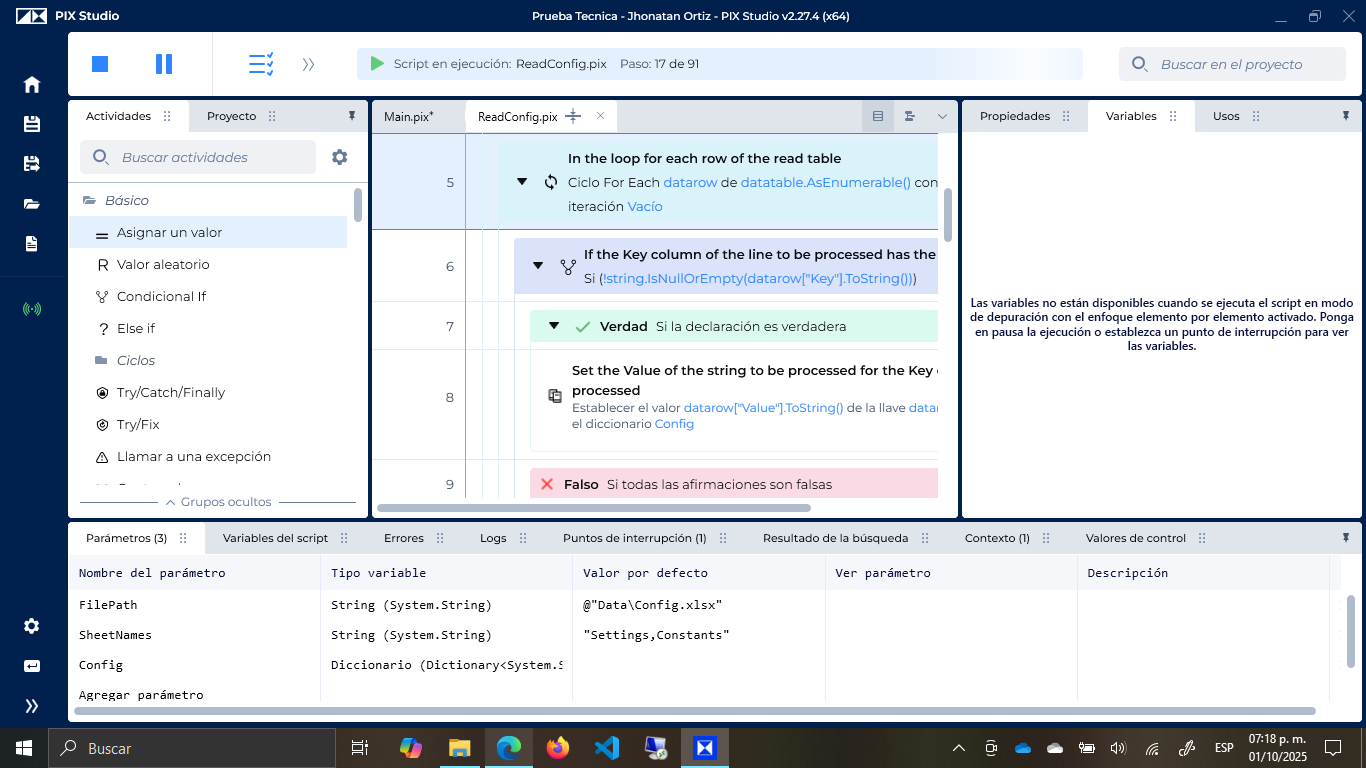 PIX Studio
Prueba Tecnica - Jhonatan Ortiz - PIX Studio v2.27.4 (x64)
Script en ejecución: ReadConfig.pix Paso: 17 de 91
Buscar en el proyecto
Actividades
Proyecto
Main.pix*
ReadConfig.pix
Propiedades
Variables
Usos
Buscar actividades
Básico
Asignar un valor
Valor aleatorio
Condicional If
Else if
Ciclos
Try/Catch/Finally
Try/Fix
Llamar a una excepción
Grupos ocultos
5
In the loop for each row of the read table
Ciclo For Each datarow de datatable.AsEnumerable() con
iteración Vacío
6
If the Key column of the line to be processed has the
Si (!string.IsNullOrEmpty(datarow["Key"].ToString()))
7
Verdad Si la declaración es verdadera
8
Set the Value of the string to be processed for the Key
processed
Establecer el valor datarow["Value"].ToString() de la llave datar
el diccionario Config
9
Falso Si todas las afirmaciones son falsas
Las variables no están disponibles cuando se ejecuta el script en modo
de depuración con el enfoque elemento por elemento activado. Ponga
en pausa la ejecución o establezca un punto de interrupción para ver
las variables.
Parámetros (3)
Variables del script
Errores
Logs
Puntos de interrupción (1)
Resultado de la búsqueda
Contexto (1)
Valores de control
Nombre del parámetro
Tipo variable
Valor por defecto
Ver parámetro
Descripción
FilePath
String (System.String)
@"Data\Config.xlsx"
SheetNames
String (System.String)
"Settings,Constants"
Config
Diccionario (Dictionary<System.S
Agregar parámetro
Buscar
ESP
07:18 p. m.
01/10/2025